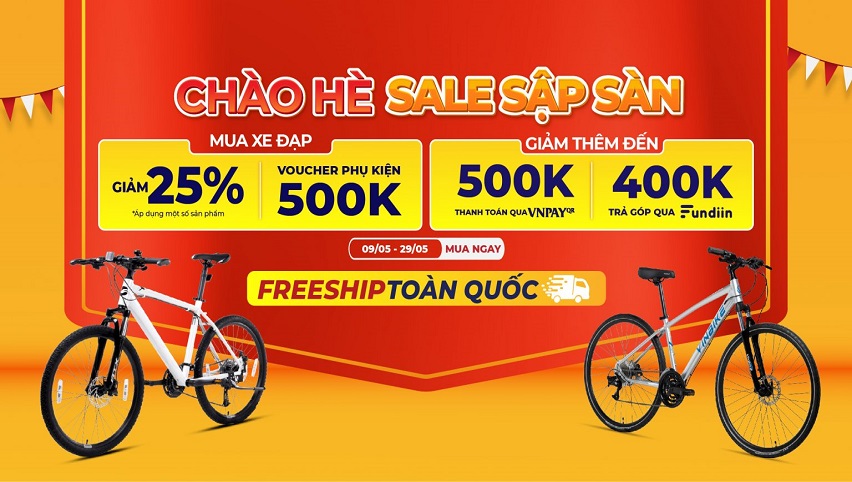 CHÀO HÈ SALE SẬP SÀN
MUA XE ĐẠP
GIẢM 25%
*Áp dụng một số sản phẩm
VOUCHER PHỤ KIỆN
500K
GIẢM THÊM ĐẾN
500K
THANH TOÁN QUA VNPAYQR
400K
TRẢ GÓP QUA Fundiin
09/05 - 29/05 MUA NGAY
FREESHIP TOÀN QUỐC
VINBIKE